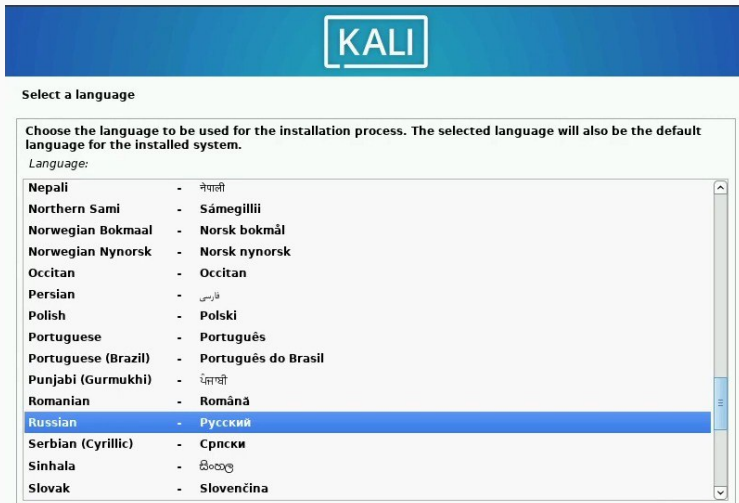 KALI
Select a language
Choose the language to be used for the installation process. The selected language will also be the default
language for the installed system.
Language:
Nepali - नेपाली
Northern Sami - Sámegillii
Norwegian Bokmaal - Norsk bokmål
Norwegian Nynorsk - Norsk nynorsk
Occitan - Occitan
Persian - فارسی
Polish - Polski
Portuguese - Português
Portuguese (Brazil) - Português do Brasil
Punjabi (Gurmukhi) - ਪੰਜਾਬੀ
Romanian - Română
Russian - Русский
Serbian (Cyrillic) - Српски
Sinhala - සිංහල
Slovak - Slovenčina